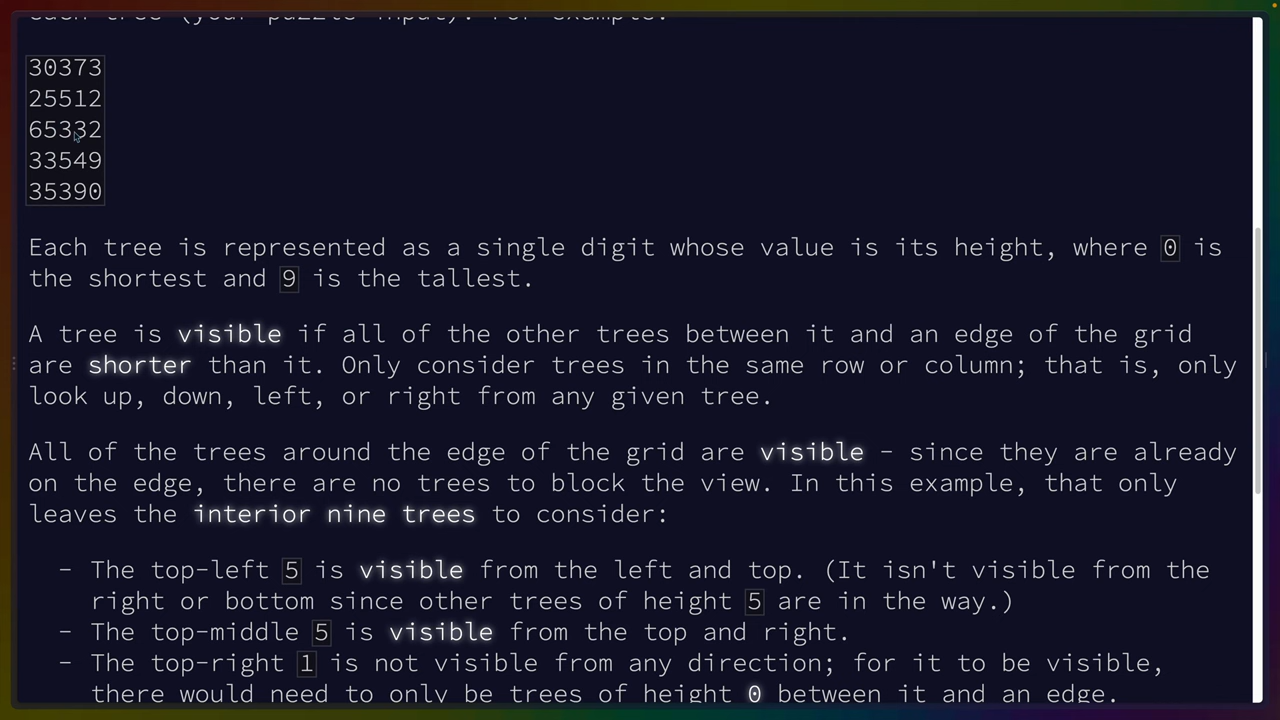 each tree (your puzzle input). For example:
30373
25512
65332
33549
35390
Each tree is represented as a single digit whose value is its height, where 0 is
the shortest and 9 is the tallest.
A tree is visible if all of the other trees between it and an edge of the grid
are shorter than it. Only consider trees in the same row or column; that is, only
look up, down, left, or right from any given tree.
All of the trees around the edge of the grid are visible - since they are already
on the edge, there are no trees to block the view. In this example, that only
leaves the interior nine trees to consider:
- The top-left 5 is visible from the left and top. (It isn't visible from the
right or bottom since other trees of height 5 are in the way.)
- The top-middle 5 is visible from the top and right.
- The top-right 1 is not visible from any direction; for it to be visible,
there would need to only be trees of height 0 between it and an edge.